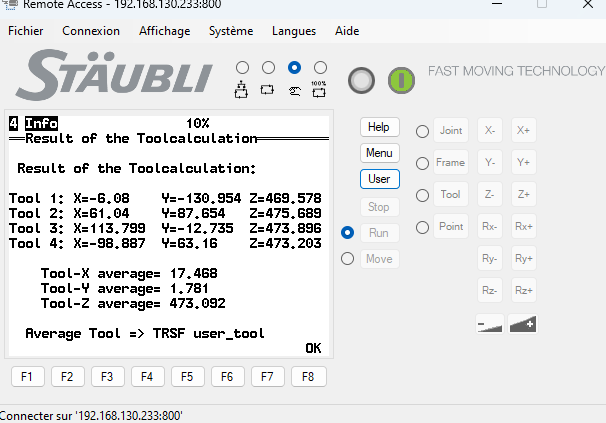 Remote Access - 192.168.130.233:800
Fichier Connexion Affichage Système Langues Aide
STÄUBLI
100%
FAST MOVING TECHNOLOGY
4 Info 10%
Result of the Toolcalculation
Result of the Toolcalculation:
Tool 1: X=-6.08 Y=-130.954 Z=469.578
Tool 2: X=61.04 Y=87.654 Z=475.689
Tool 3: X=113.799 Y=-12.735 Z=473.896
Tool 4: X=-98.887 Y=63.16 Z=473.203
Tool-X average= 17.468
Tool-Y average= 1.781
Tool-Z average= 473.092
Average Tool => TRSF user_tool
OK
F1 F2 F3 F4 F5 F6 F7 F8
Help
Menu
User
Stop
Run
Move
Joint X- X+
Frame Y- Y+
Tool Z- Z+
Point Rx- Rx+
Ry- Ry+
Rz- Rz+
- +
Connecter sur '192.168.130.233:800'